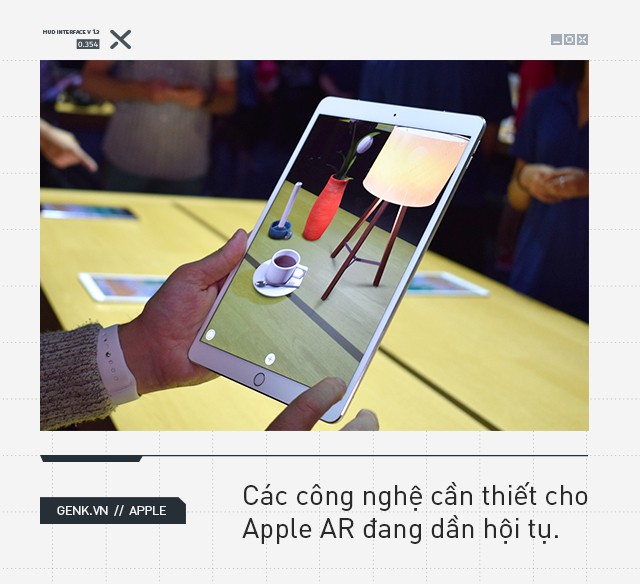 MUD INTERFACE V 1.2
0.354
GENK.VN // APPLE
Các công nghệ cần thiết cho
Apple AR đang dần hội tụ.